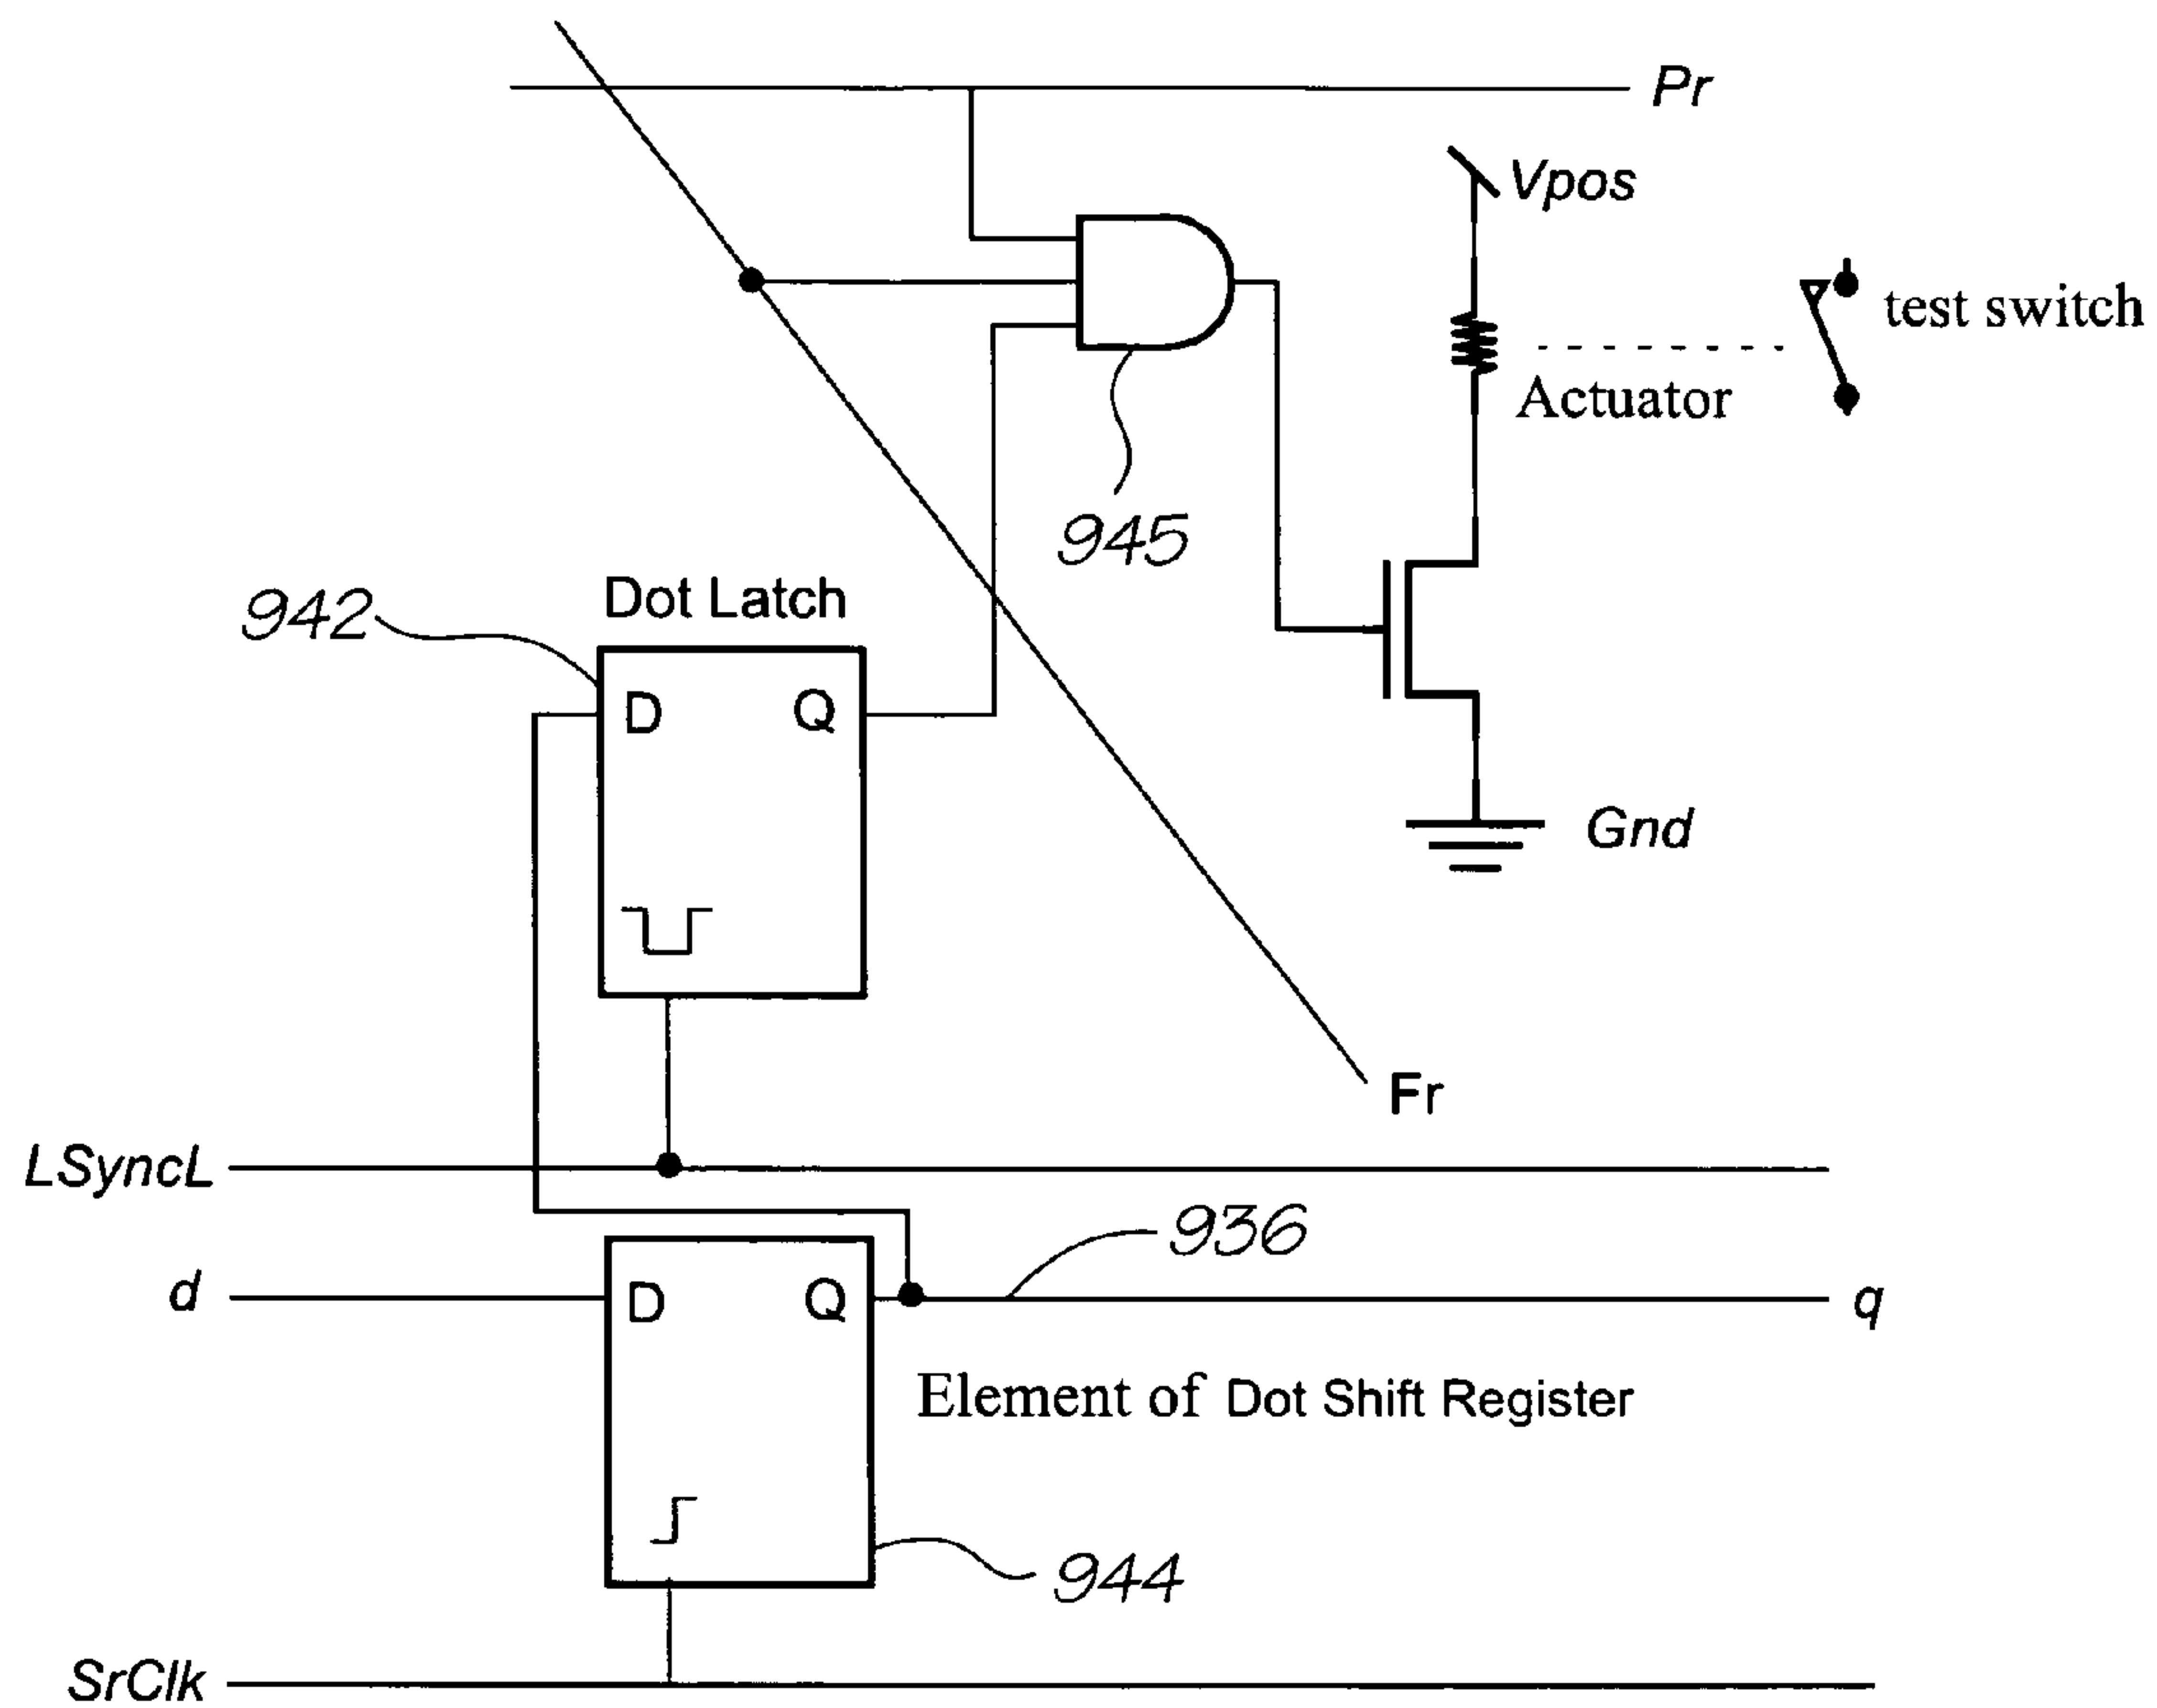 Pr
Vpos
test switch
Actuator
945
Dot Latch
942
D Q
Gnd
Fr
LSyncL
936
d
D Q
q
Element of Dot Shift Register
944
SrClk